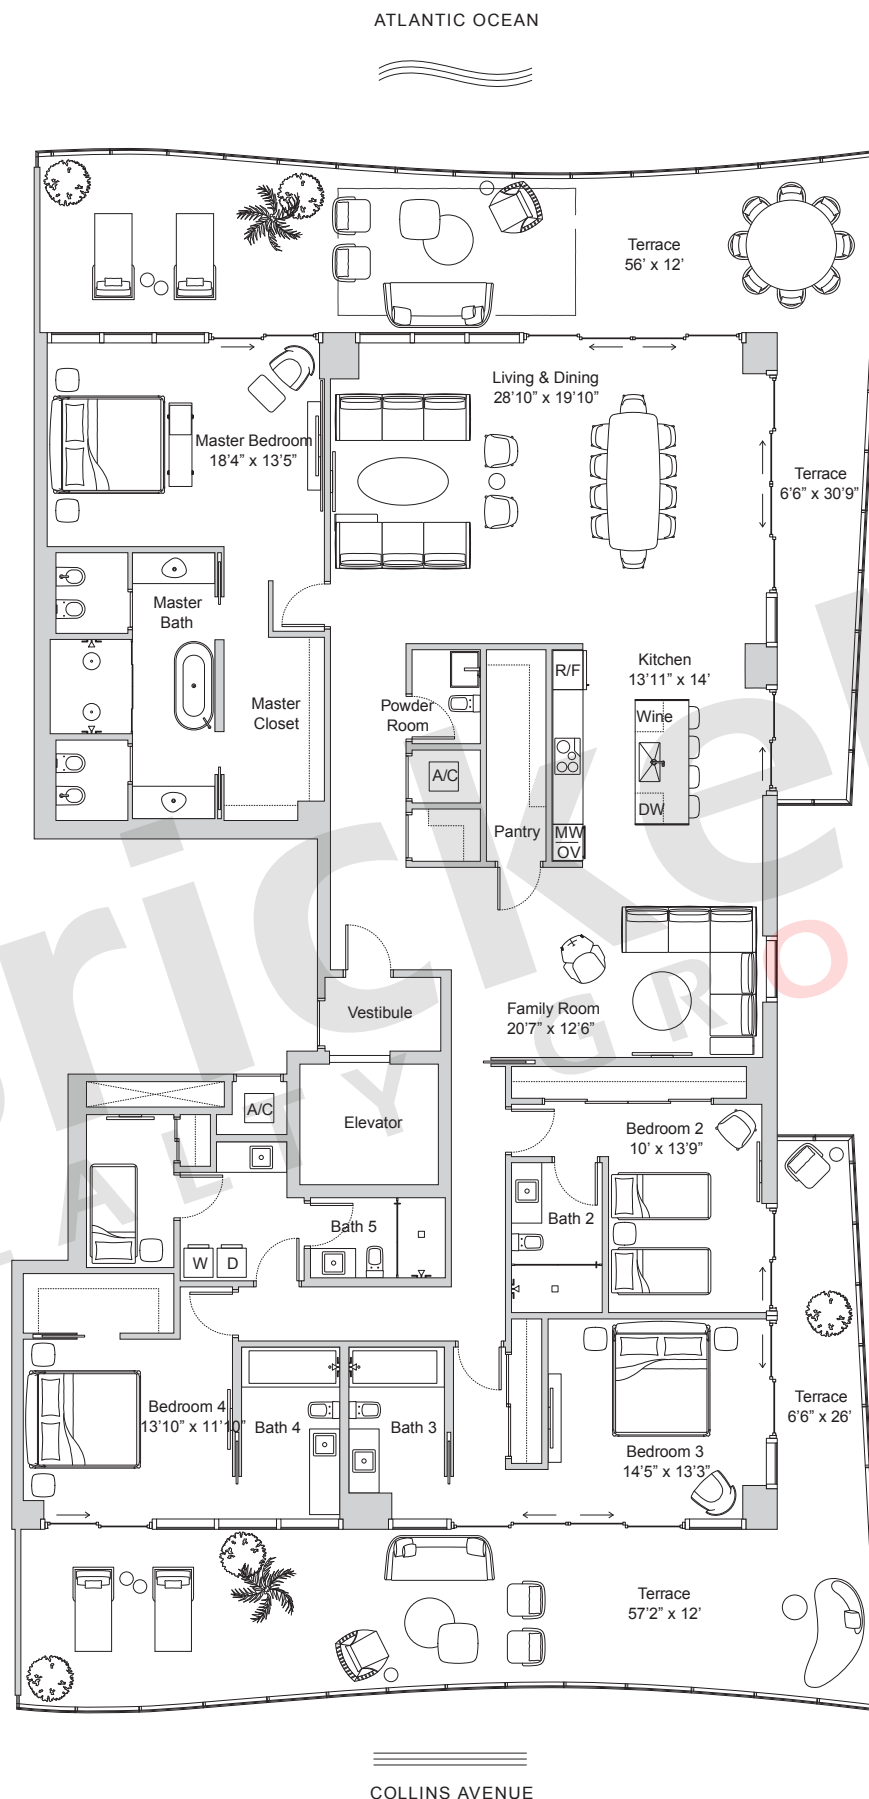 ATLANTIC OCEAN
Terrace
56’ x 12’
Living & Dining
28’10” x 19’10”
Master Bedroom
18’4” x 13’5”
Terrace
6’6” x 30’9”
Master
Bath
Kitchen
13’11” x 14’
R/F
Master
Closet
Powder
Room
Wine
A/C
DW
Pantry
MW
OV
Family Room
20’7” x 12’6”
Vestibule
A/C
Elevator
Bedroom 2
10’ x 13’9”
Bath 5
Bath 2
W D
Terrace
6’6” x 26’
Bedroom 4
13’10” x 11’10”
Bath 4
Bath 3
Bedroom 3
14’5” x 13’3”
Terrace
57’2” x 12’
COLLINS AVENUE